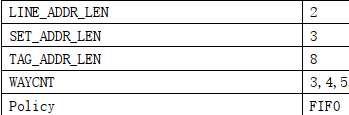 LINE_ADDR_LEN 2
SET_ADDR_LEN 3
TAG_ADDR_LEN 8
WAYCNT 3,4,5
Policy FIFO